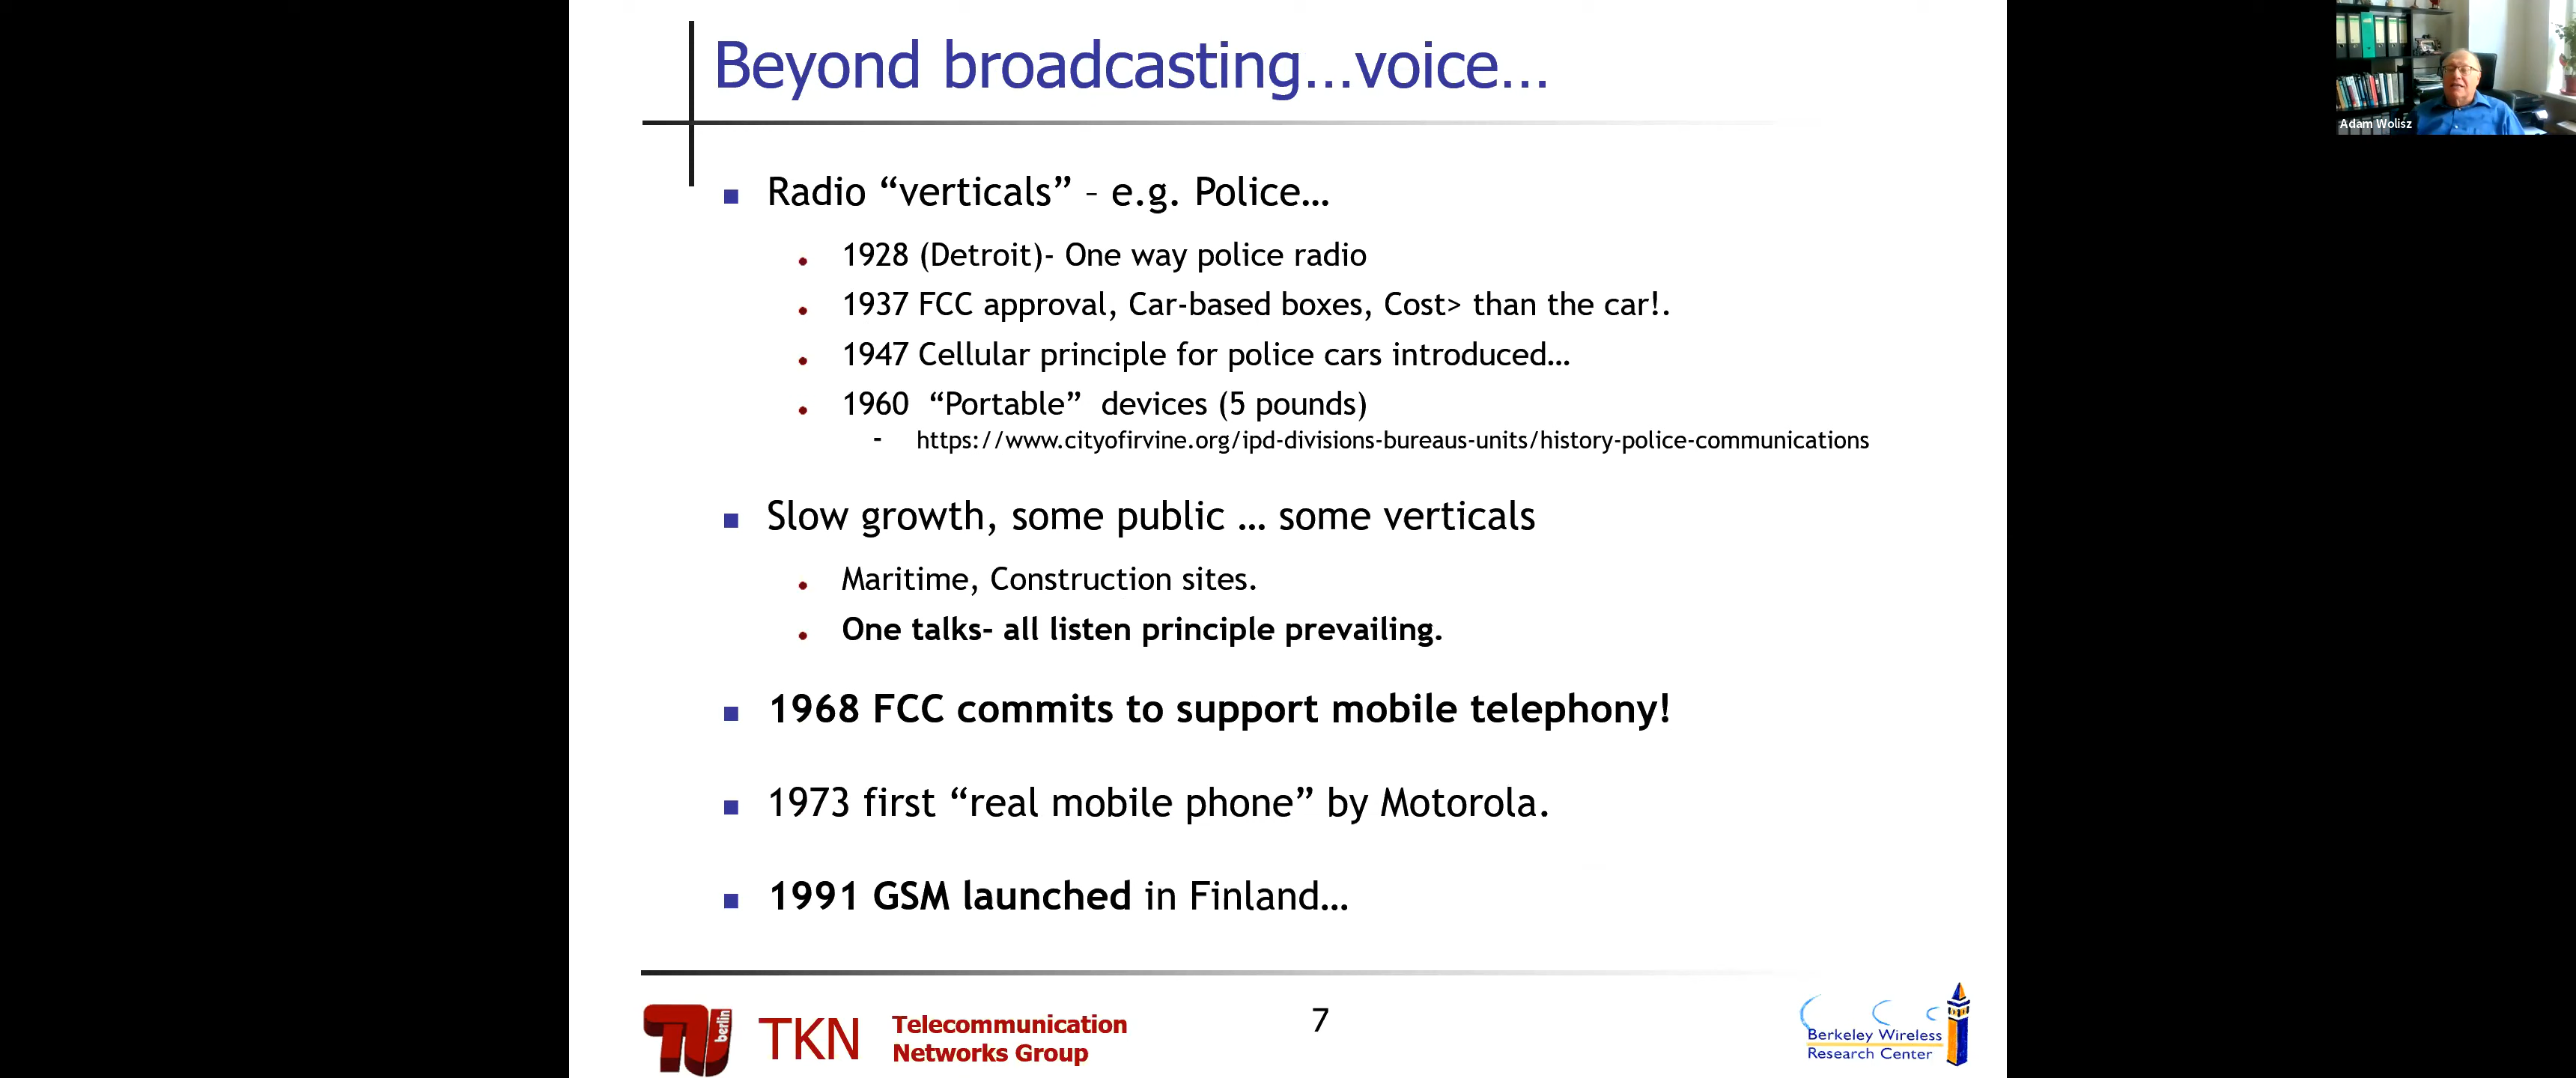 Beyond broadcasting…voice…
Adam Wolisz
Radio “verticals” – e.g. Police…
1928 (Detroit)- One way police radio
1937 FCC approval, Car-based boxes, Cost> than the car!.
1947 Cellular principle for police cars introduced…
1960 “Portable” devices (5 pounds)
- https://www.cityofirvine.org/ipd-divisions-bureaus-units/history-police-communications
Slow growth, some public … some verticals
Maritime, Construction sites.
One talks- all listen principle prevailing.
1968 FCC commits to support mobile telephony!
1973 first “real mobile phone” by Motorola.
1991 GSM launched in Finland…
TU berlin
TKN
Telecommunication
Networks Group
7
Berkeley Wireless
Research Center